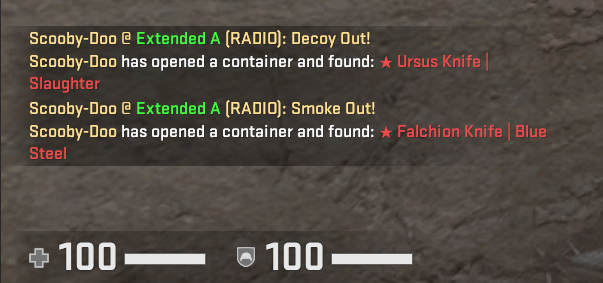 Scooby-Doo @ Extended A (RADIO): Decoy Out!
Scooby-Doo has opened a container and found: ★ Ursus Knife |
Slaughter
Scooby-Doo @ Extended A (RADIO): Smoke Out!
Scooby-Doo has opened a container and found: ★ Falchion Knife | Blue
Steel
100 100